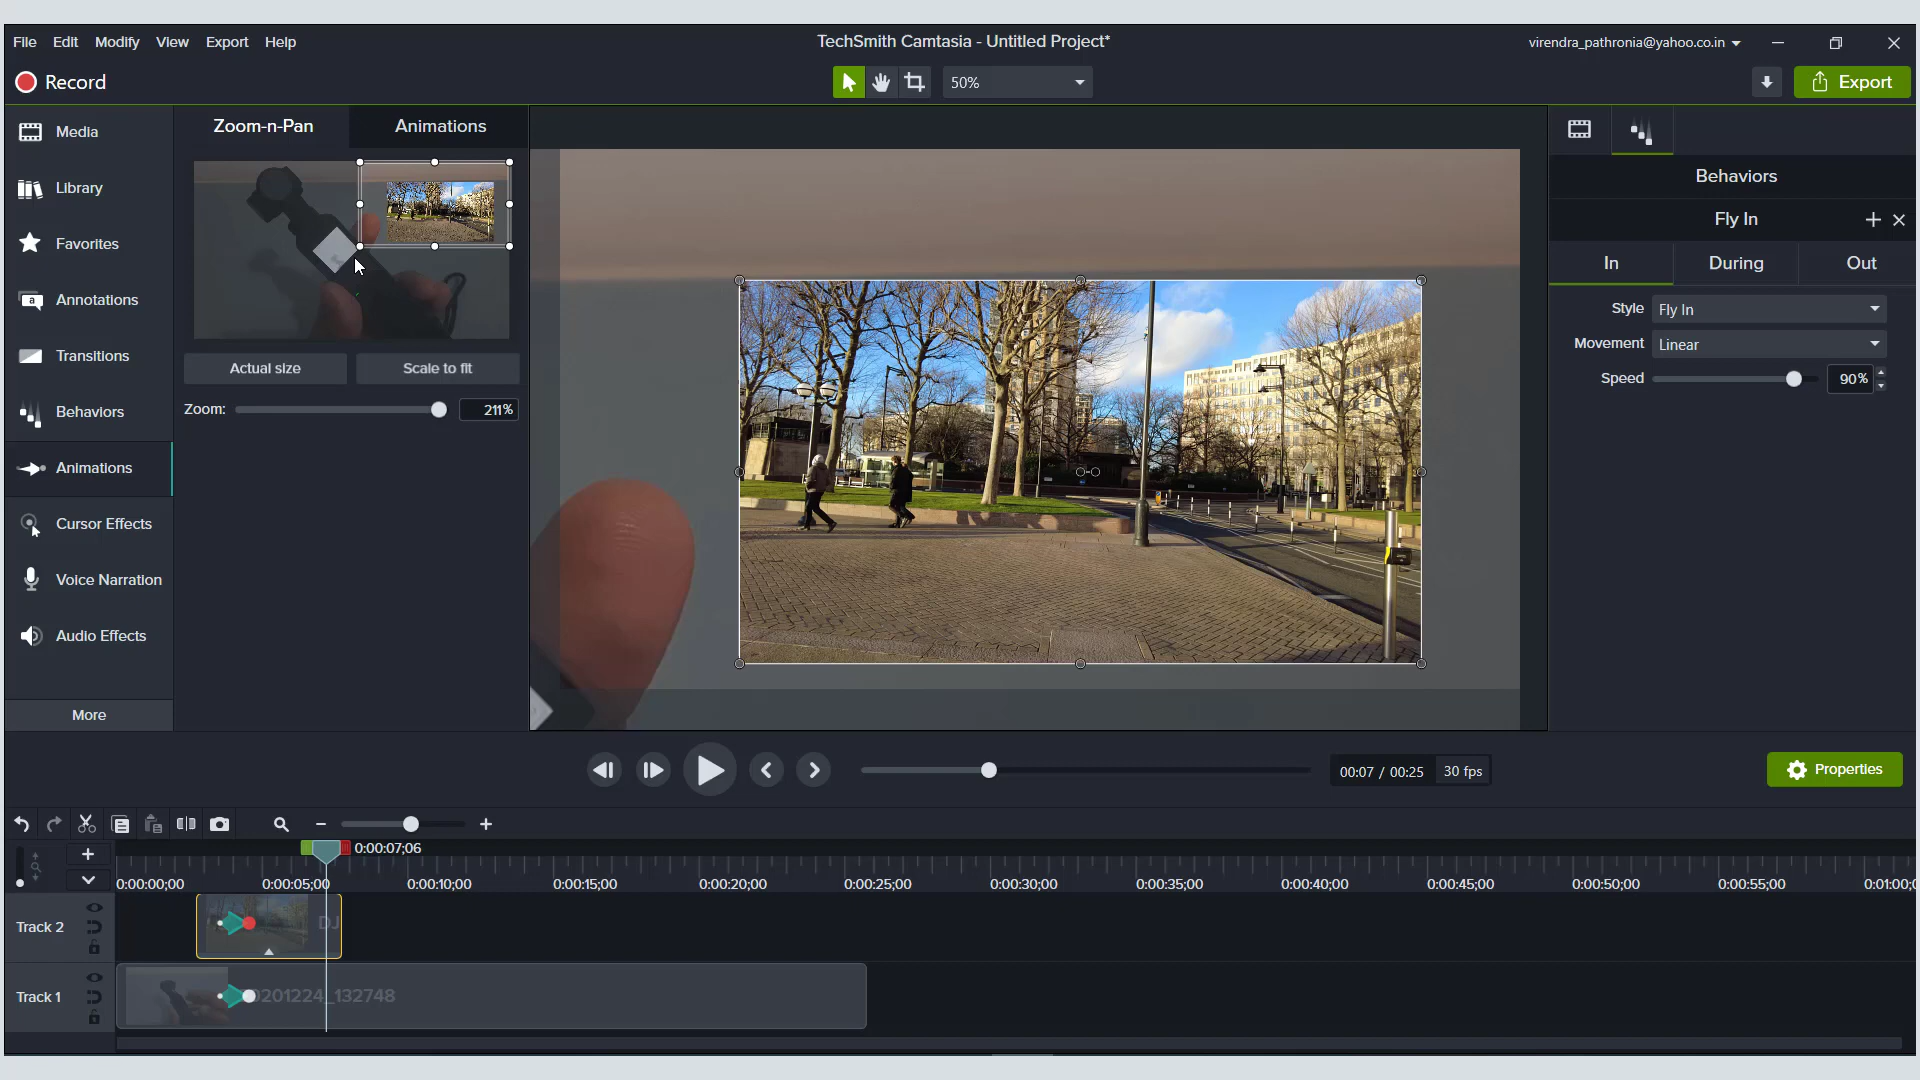 File Edit Modify View Export Help
TechSmith Camtasia - Untitled Project*
virendra_pathronia@yahoo.co.in
Record
50%
Export
Media
Library
Favorites
Annotations
a
Transitions
Behaviors
Animations
Cursor Effects
Voice Narration
Audio Effects
More
Zoom-n-Pan Animations
Actual size Scale to fit
Zoom: 211%
Behaviors
Fly In
In During Out
Style Fly In
Movement Linear
Speed 90%
00:07 / 00:25 30 fps
Properties
0:00:07;06
0:00:00;00 0:00:05;00 0:00:10;00 0:00:15;00 0:00:20;00 0:00:25;00 0:00:30;00 0:00:35;00 0:00:40;00 0:00:45;00 0:00:50;00 0:00:55;00 0:01:00;
Track 2
DJ
Track 1
0201224_132748